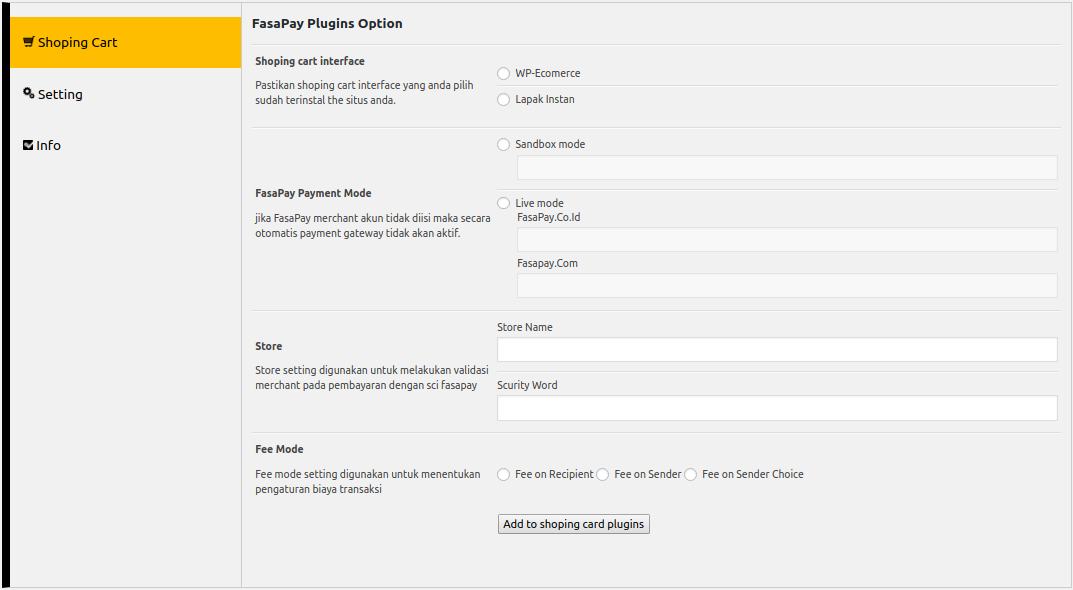 Shoping Cart
Setting
Info
FasaPay Plugins Option
Shoping cart interface
Pastikan shoping cart interface yang anda pilih
sudah terinstal the situs anda.
WP-Ecomerce
Lapak Instan
FasaPay Payment Mode
jika FasaPay merchant akun tidak diisi maka secara
otomatis payment gateway tidak akan aktif.
Sandbox mode
Live mode
FasaPay.Co.Id
Fasapay.Com
Store
Store setting digunakan untuk melakukan validasi
merchant pada pembayaran dengan sci fasapay
Store Name
Scurity Word
Fee Mode
Fee mode setting digunakan untuk menentukan
pengaturan biaya transaksi
Fee on Recipient Fee on Sender Fee on Sender Choice
Add to shoping card plugins